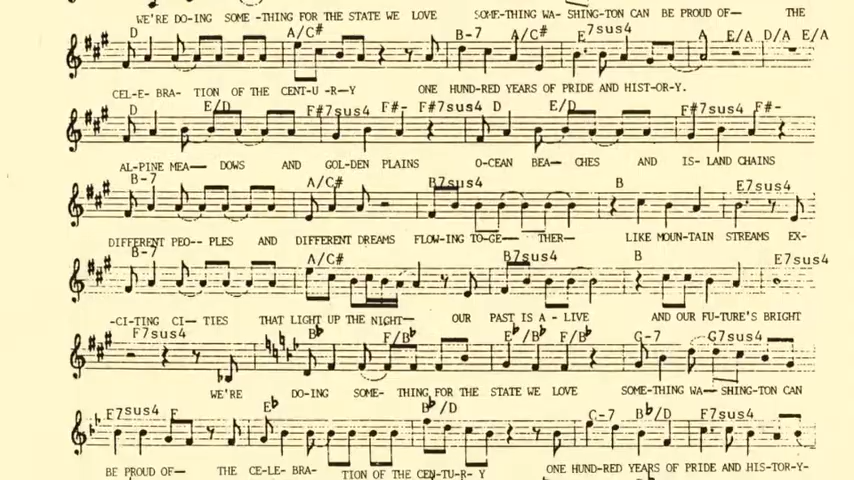 WE'RE DO-ING SOME -THING FOR THE STATE WE LOVE SOME-THING WA- SHING-TON CAN BE PROUD OF— THE
D A/C# B-7 A/C# E7sus4 A E/A D/A E/A
CEL-E- BRA- TION OF THE CENT-U -R—Y ONE HUND-RED YEARS OF PRIDE AND HIST-OR-Y.
D E/D F#7sus4 F#- F#7sus4 D E/D F#7sus4 F#-
AL-PINE MEA— DOWS AND GOL-DEN PLAINS O-CEAN BEA— CHES AND IS-LAND CHAINS
B-7 A/C# B7sus4 B E7sus4
DIFFERENT PEO-- PLES AND DIFFERENT DREAMS FLOW-ING TO-GE— THER— LIKE MOUN-TAIN STREAMS EX-
B-7 A/C# B7sus4 B E7sus4
-CI-TING CI— TIES THAT LIGHT UP THE NIGHT— OUR PAST IS A - LIVE AND OUR FU-TURE'S BRIGHT
F7sus4 B♭ F/B♭ E♭/B♭ F/B♭ G-7 G7sus4
WE'RE DO-ING SOME- THING FOR THE STATE WE LOVE SOME-THING WA— SHING-TON CAN
E7sus4 F E♭ B♭/D C-7 B♭/D F7sus4
BE PROUD OF— THE CE-LE- BRA- TION OF THE CEN-TU-R- Y ONE HUND-RED YEARS OF PRIDE AND HIS-TOR-Y-